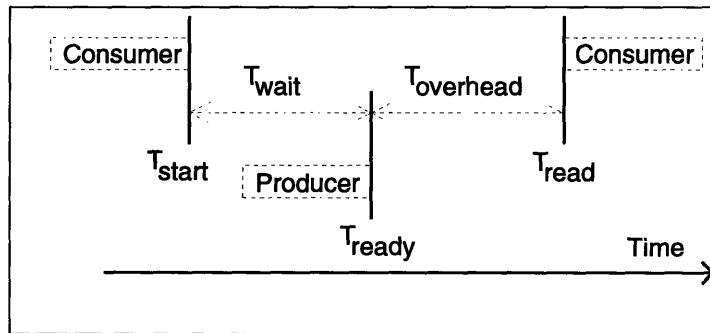 Consumer
Consumer
Twait
Toverhead
Tstart
Producer
Tread
Tready
Time